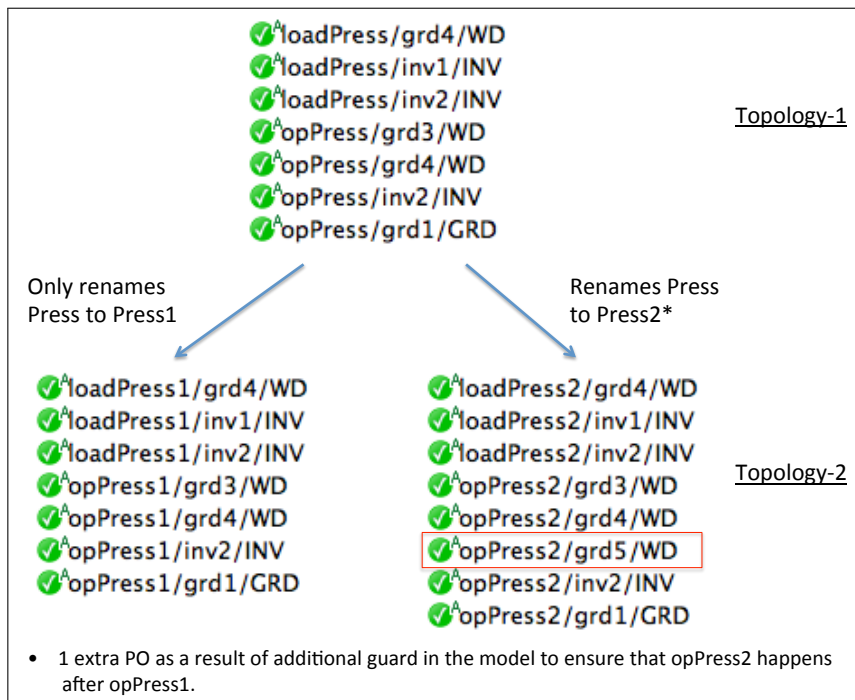 loadPress/grd4/WD
loadPress/inv1/INV
loadPress/inv2/INV
opPress/grd3/WD
opPress/grd4/WD
opPress/inv2/INV
opPress/grd1/GRD
Topology-1
Only renames
Press to Press1
Renames Press
to Press2*
loadPress1/grd4/WD
loadPress1/inv1/INV
loadPress1/inv2/INV
opPress1/grd3/WD
opPress1/grd4/WD
opPress1/inv2/INV
opPress1/grd1/GRD
loadPress2/grd4/WD
loadPress2/inv1/INV
loadPress2/inv2/INV
opPress2/grd3/WD
opPress2/grd4/WD
opPress2/grd5/WD
opPress2/inv2/INV
opPress2/grd1/GRD
Topology-2
• 1 extra PO as a result of additional guard in the model to ensure that opPress2 happens
after opPress1.